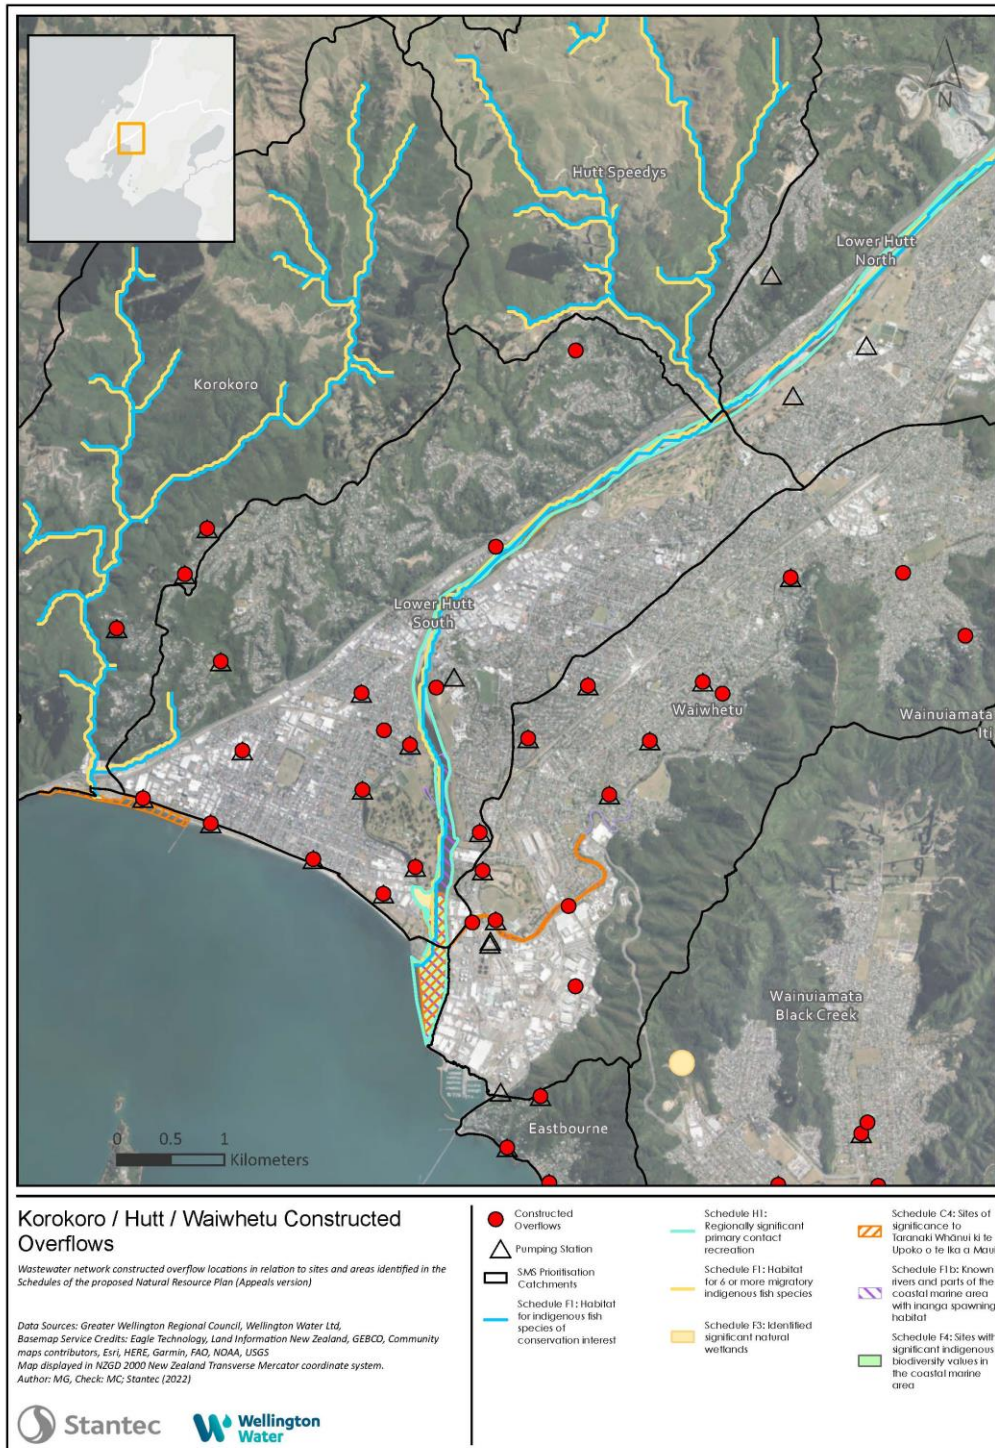 N
Hutt Speedys
Lower Hutt
North
Korokoro
Lower Hutt
South
Waiwhetu
Wainuiamata
Iti
Wainuiamata
Black Creek
Eastbourne
0 0.5 1
Kilometers
Korokoro / Hutt / Waiwhetu Constructed
Overflows
Wastewater network constructed overflow locations in relation to sites and areas identified in the
Schedules of the proposed Natural Resource Plan (Appeals version)
Data Sources: Greater Wellington Regional Council, Wellington Water Ltd,
Basemap Service Credits: Eagle Technology, Land Information New Zealand, GEBCO, Community
maps contributors, Esri, HERE, Garmin, FAO, NOAA, USGS
Map displayed in NZGD 2000 New Zealand Transverse Mercator coordinate system.
Author: MG, Check: MC; Stantec (2022)
Stantec
Wellington
Water
Constructed
Overflows
Pumping Station
SMS Prioritisation
Catchments
Schedule F1: Habitat
for indigenous fish
species of
conservation interest
Schedule H1:
Regionally significant
primary contact
recreation
Schedule F1: Habitat
for 6 or more migratory
indigenous fish species
Schedule F3: Identified
significant natural
wetlands
Schedule C4: Sites of
significance to
Taranaki Whānui ki te
Upoko o te Ika a Maui
Schedule F1b: Known
rivers and parts of the
coastal marine area
with inanga spawning
habitat
Schedule F4: Sites with
significant indigenous
biodiversity values in
the coastal marine
area